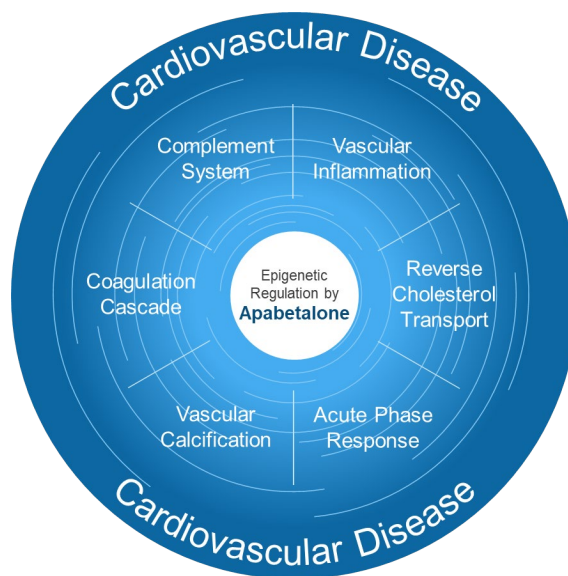 Cardiovascular Disease
Complement
System
Vascular
Inflammation
Coagulation
Cascade
Epigenetic
Regulation by
Apabetalone
Reverse
Cholesterol
Transport
Vascular
Calcification
Acute Phase
Response
Cardiovascular Disease